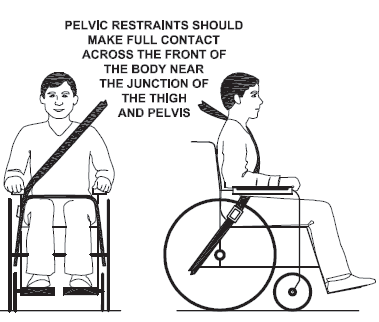 PELVIC RESTRAINTS SHOULD
MAKE FULL CONTACT
ACROSS THE FRONT OF
THE BODY NEAR
THE JUNCTION OF
THE THIGH
AND PELVIS